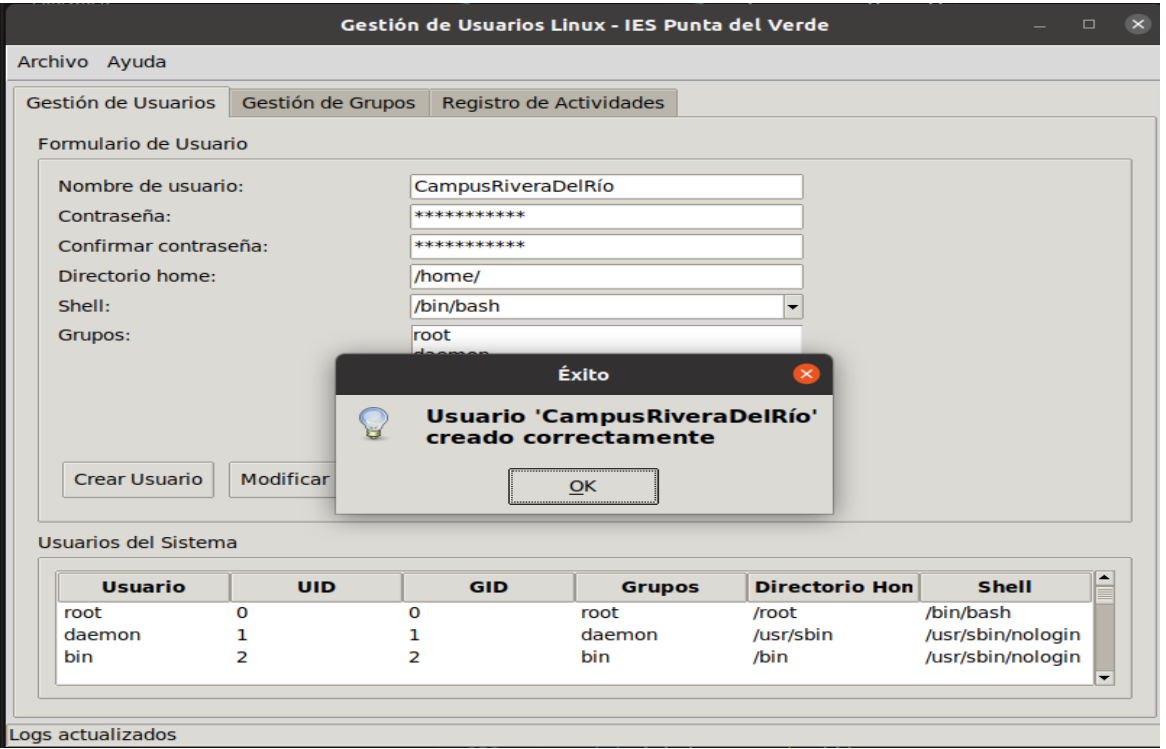 Gestión de Usuarios Linux - IES Punta del Verde
Archivo Ayuda
Gestión de Usuarios Gestión de Grupos Registro de Actividades
Formulario de Usuario
Nombre de usuario: CampusRiveraDelRío
Contraseña: ***********
Confirmar contraseña: ***********
Directorio home: /home/
Shell: /bin/bash
Grupos: root
daemon
Éxito
Usuario 'CampusRiveraDelRío'
creado correctamente
OK
Crear Usuario Modificar
Usuarios del Sistema
Usuario UID GID Grupos Directorio Hon Shell
root 0 0 root /root /bin/bash
daemon 1 1 daemon /usr/sbin /usr/sbin/nologin
bin 2 2 bin /bin /usr/sbin/nologin
Logs actualizados